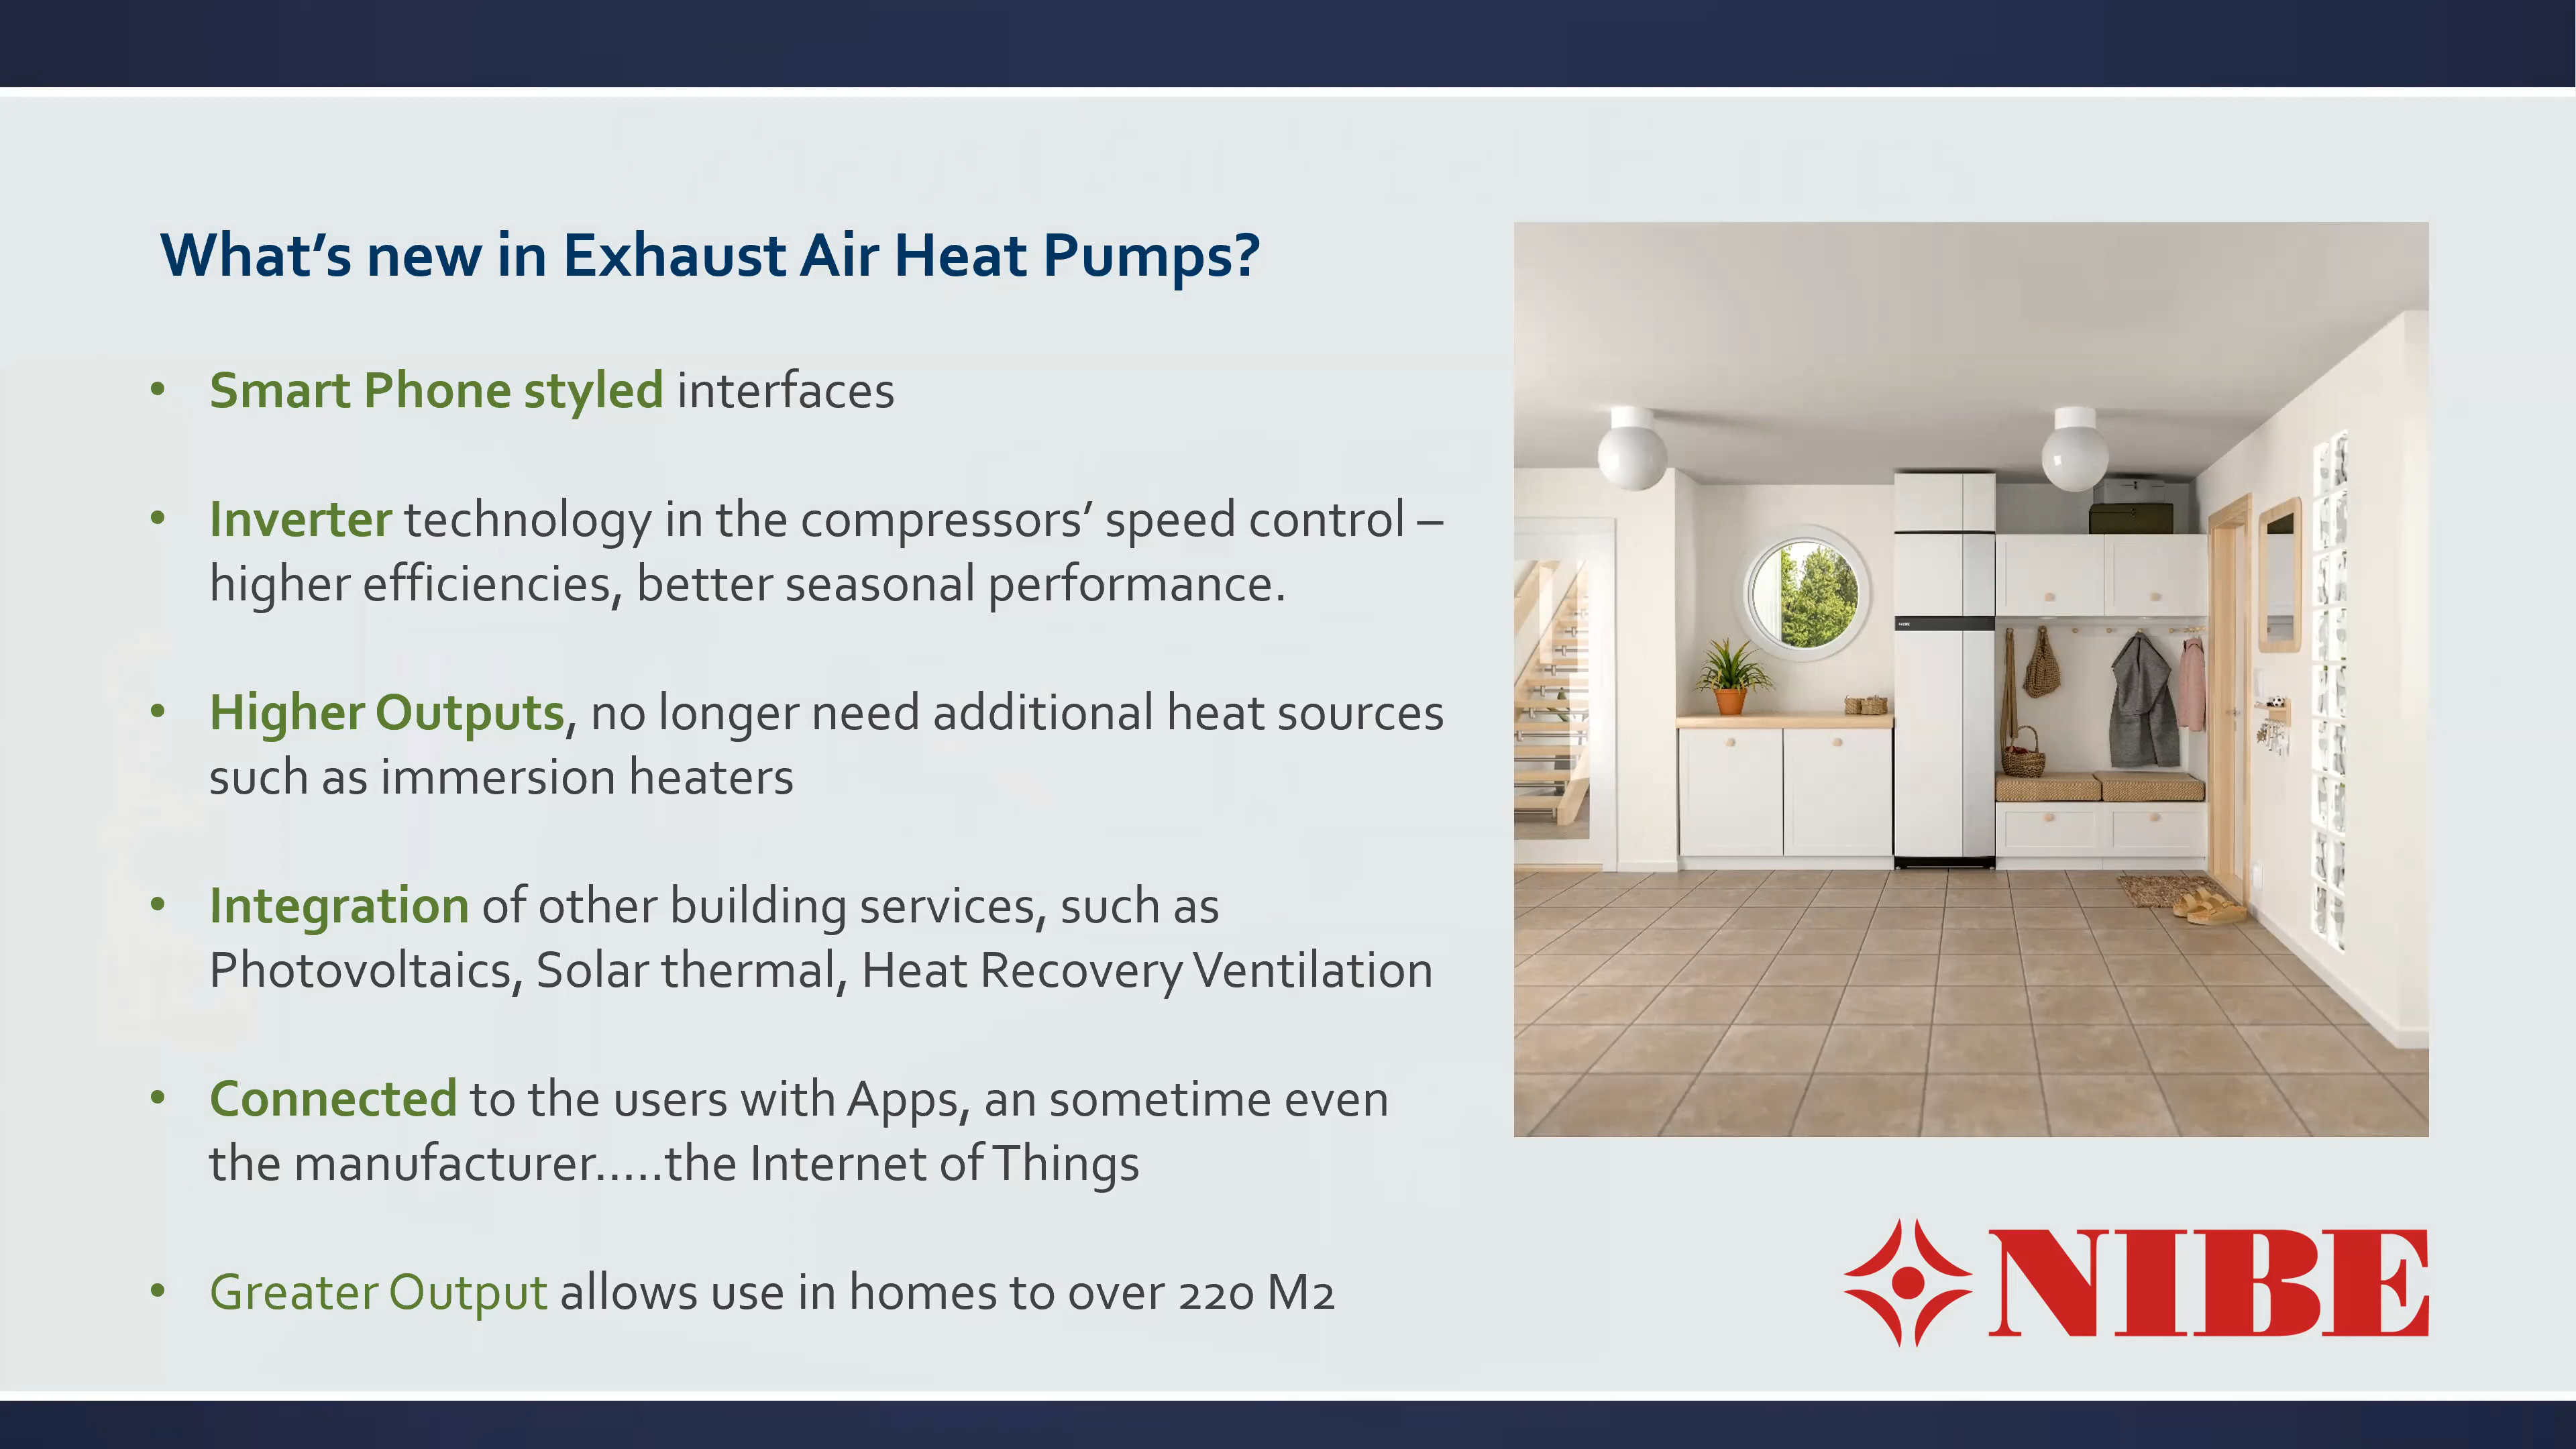 What’s new in Exhaust Air Heat Pumps?
• Smart Phone styled interfaces
• Inverter technology in the compressors’ speed control –
higher efficiencies, better seasonal performance.
• Higher Outputs, no longer need additional heat sources
such as immersion heaters
• Integration of other building services, such as
Photovoltaics, Solar thermal, Heat Recovery Ventilation
• Connected to the users with Apps, an sometime even
the manufacturer.....the Internet of Things
• Greater Output allows use in homes to over 220 M2
NIBE